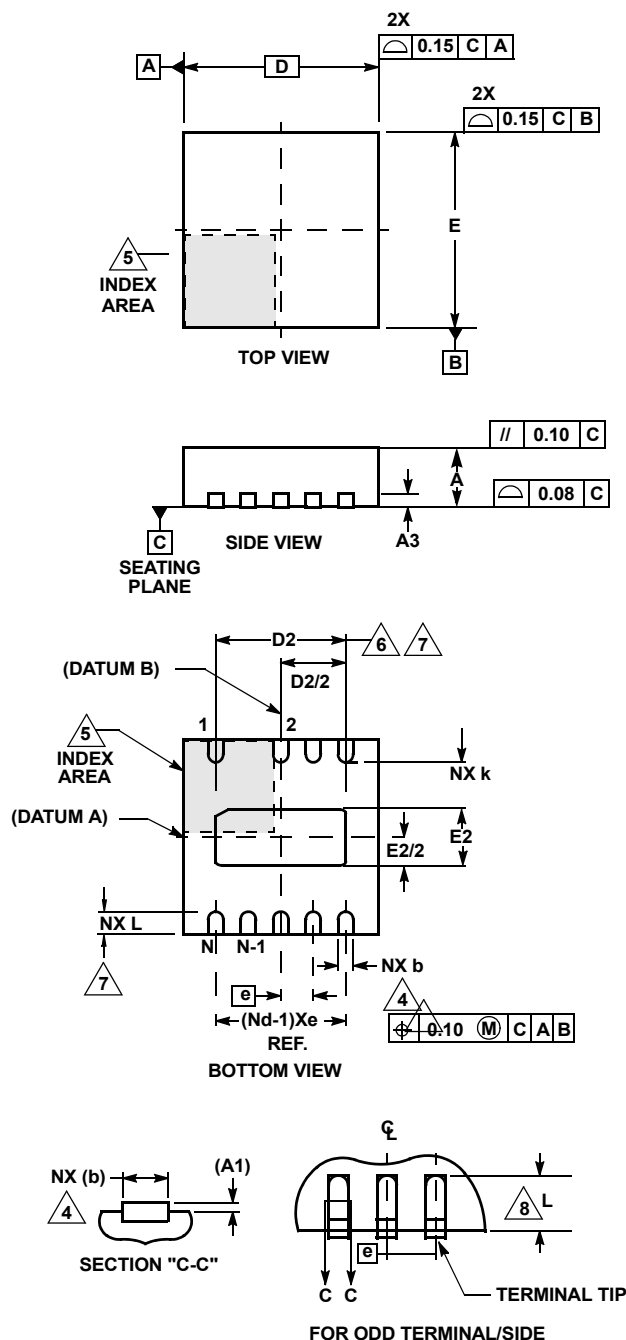 2X
0.15 C A
A
D
2X
0.15 C B
E
5
INDEX
AREA
TOP VIEW
B
// 0.10 C
A
0.08 C
C
SIDE VIEW
A3
SEATING
PLANE
D2
6 7
(DATUM B)
D2/2
1 2
5
INDEX
AREA
NX k
(DATUM A)
E2
E2/2
NX L
N N-1
NX b
7
e
4
(Nd-1)Xe
REF.
0.10 M C A B
BOTTOM VIEW
NX (b)
(A1)
4
SECTION "C-C"
CL
8 L
e
C C
TERMINAL TIP
FOR ODD TERMINAL/SIDE